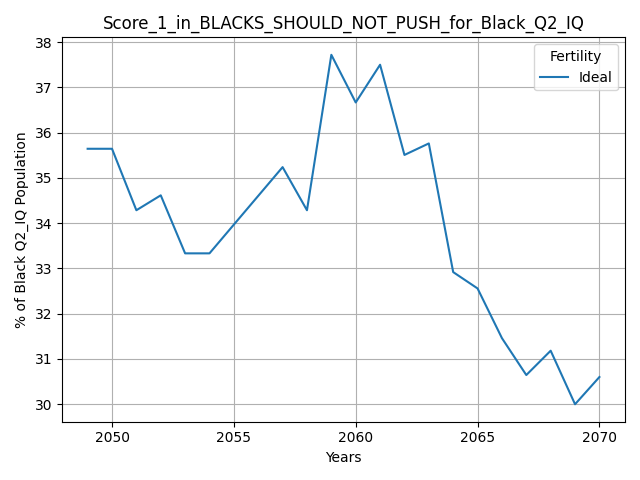 Score_1_in_BLACKS_SHOULD_NOT_PUSH_for_Black_Q2_IQ
38
37
36
35
34
33
32
31
30
% of Black Q2_IQ Population
Fertility
Ideal
2050 2055 2060 2065 2070
Years